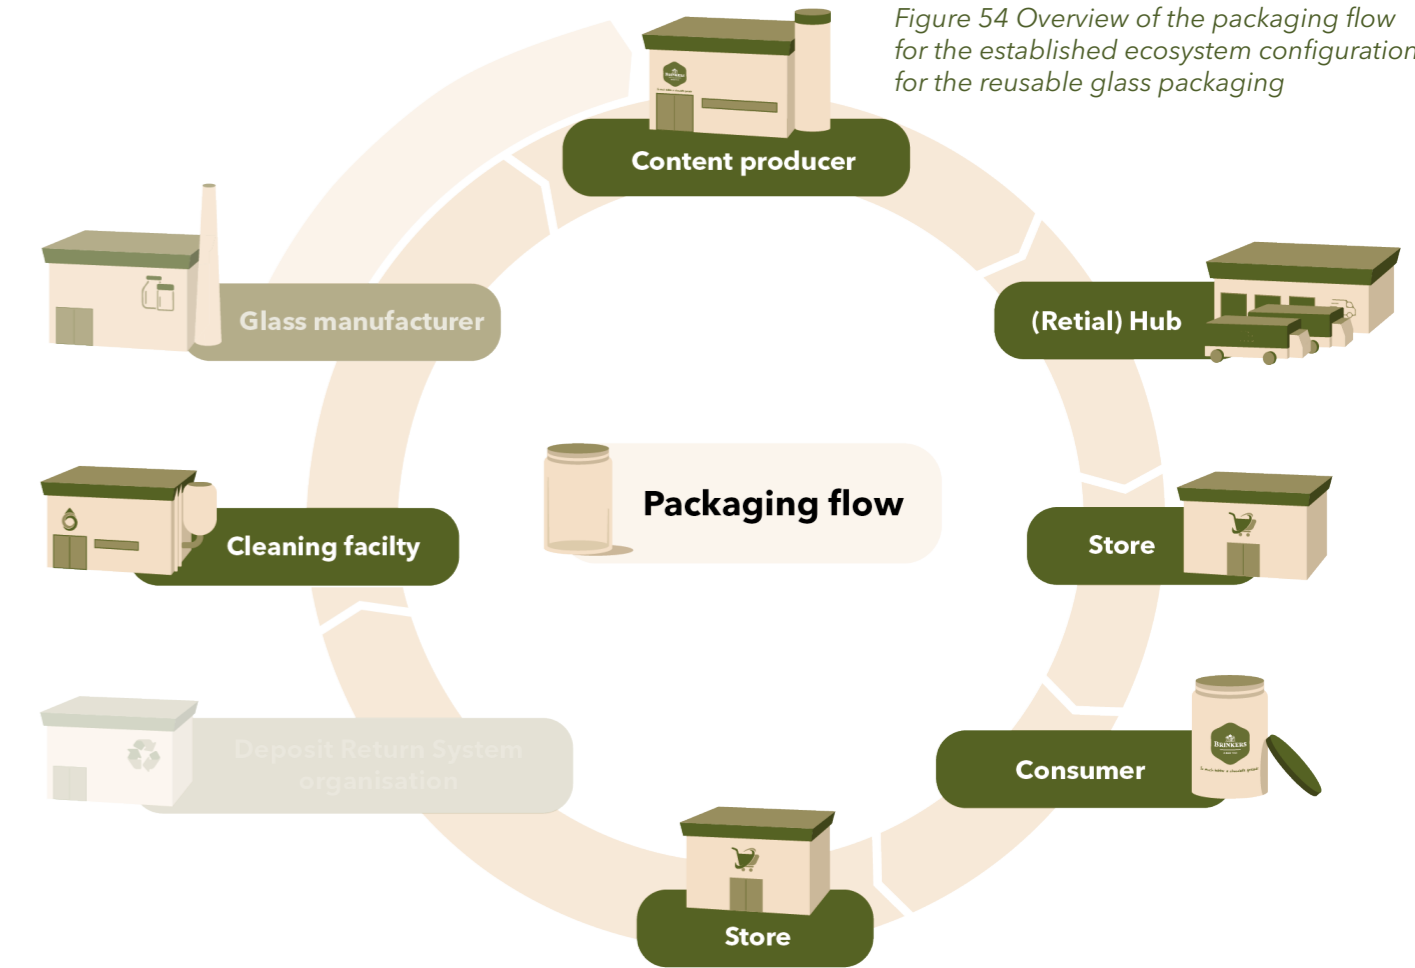 Figure 54 Overview of the packaging flow
for the established ecosystem configuration
for the reusable glass packaging
Content producer
Glass manufacturer
(Retial) Hub
Packaging flow
Cleaning facilty
Store
Deposit Return System
organisation
Consumer
BRINKERS
Store